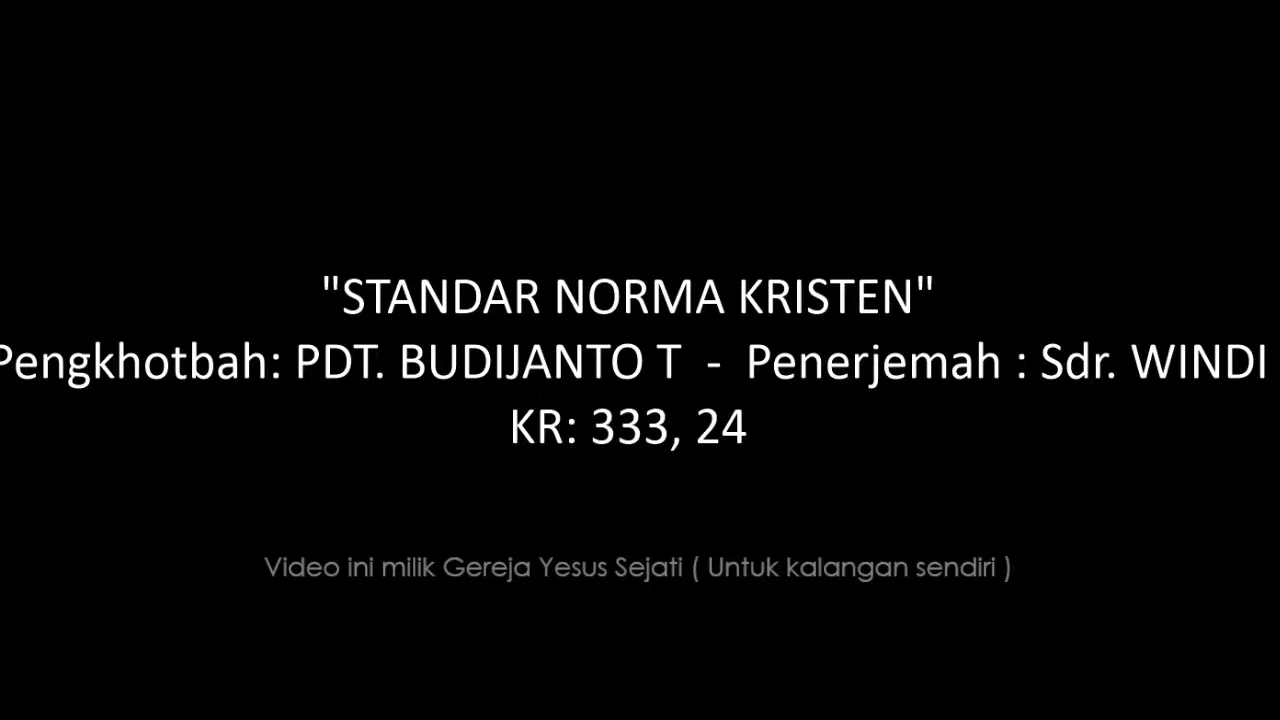 "STANDAR NORMA KRISTEN"
Pengkhotbah: PDT. BUDIJANTO T - Penerjemah : Sdr. WINDI
KR: 333, 24
Video ini milik Gereja Yesus Sejati ( Untuk kalangan sendiri )